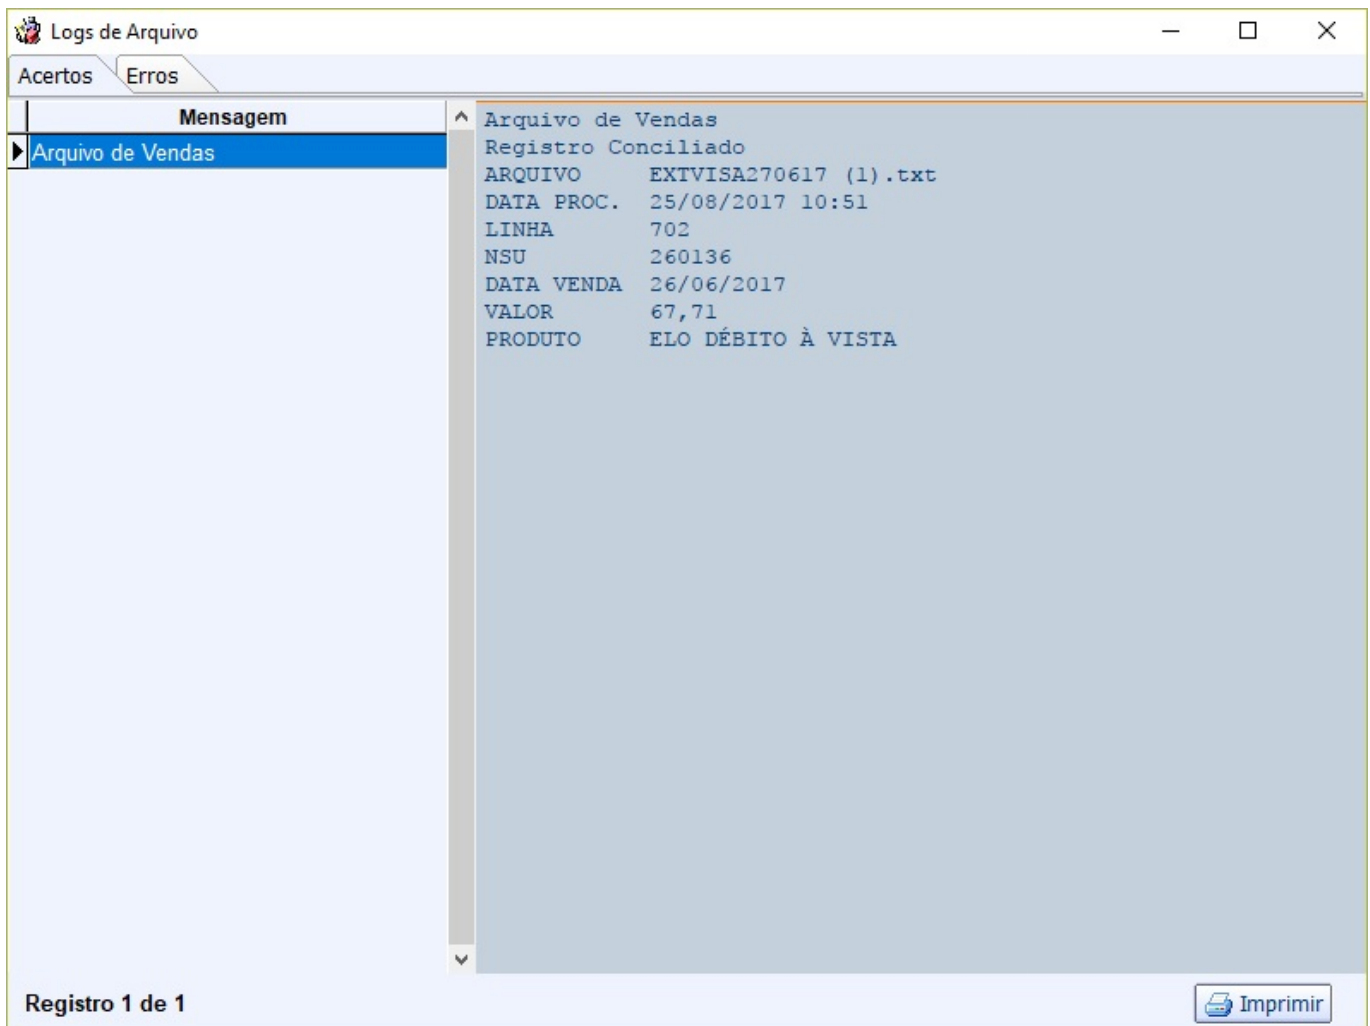 Logs de Arquivo
Acertos
Erros
Mensagem
Arquivo de Vendas
Arquivo de Vendas
Registro Conciliado
ARQUIVO EXTVISA270617 (1).txt
DATA PROC. 25/08/2017 10:51
LINHA 702
NSU 260136
DATA VENDA 26/06/2017
VALOR 67,71
PRODUTO ELO DÉBITO À VISTA
Registro 1 de 1
Imprimir